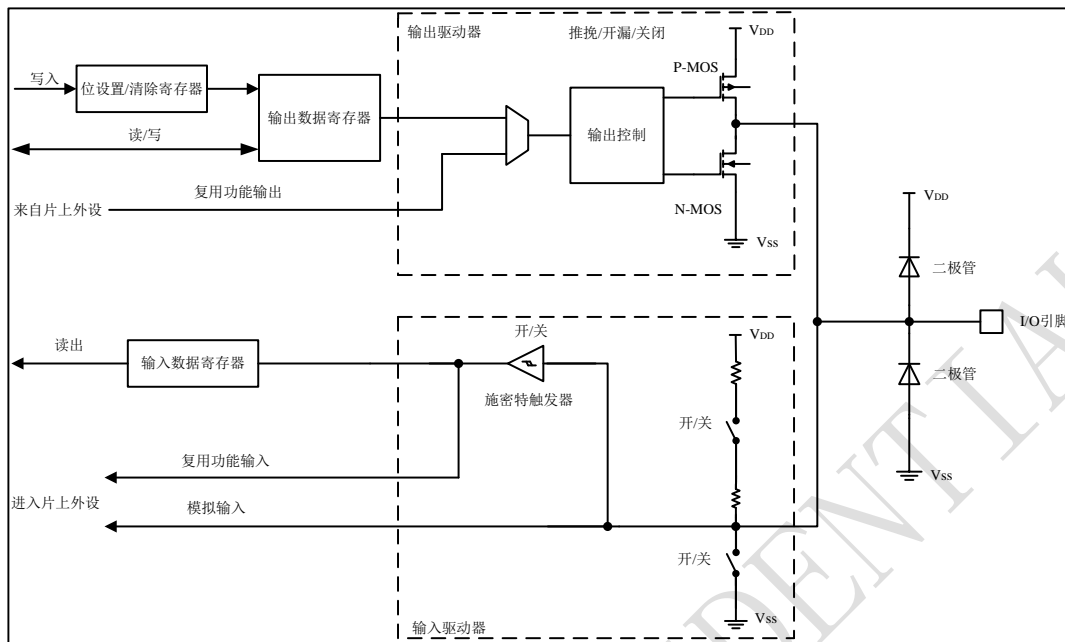 输出驱动器
推挽/开漏/关闭
VDD
P-MOS
写入
位设置/清除寄存器
输出数据寄存器
输出控制
读/写
复用功能输出
来自片上外设
N-MOS
VSS
VDD
二极管
I/O引脚
二极管
VSS
开/关
VDD
读出
输入数据寄存器
施密特触发器
开/关
复用功能输入
进入片上外设
模拟输入
开/关
VSS
输入驱动器
DENTIAL